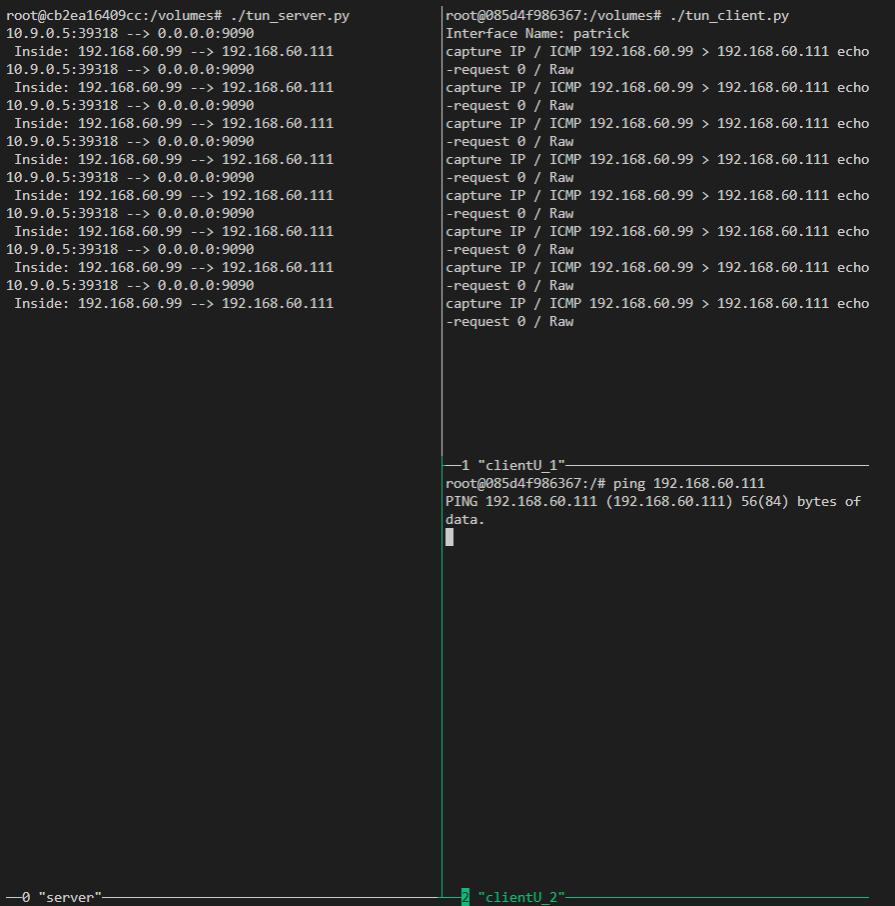 root@cb2ea16409cc:/volumes# ./tun_server.py
10.9.0.5:39318 --> 0.0.0.0:9090
 Inside: 192.168.60.99 --> 192.168.60.111
10.9.0.5:39318 --> 0.0.0.0:9090
 Inside: 192.168.60.99 --> 192.168.60.111
10.9.0.5:39318 --> 0.0.0.0:9090
 Inside: 192.168.60.99 --> 192.168.60.111
10.9.0.5:39318 --> 0.0.0.0:9090
 Inside: 192.168.60.99 --> 192.168.60.111
10.9.0.5:39318 --> 0.0.0.0:9090
 Inside: 192.168.60.99 --> 192.168.60.111
10.9.0.5:39318 --> 0.0.0.0:9090
 Inside: 192.168.60.99 --> 192.168.60.111
10.9.0.5:39318 --> 0.0.0.0:9090
 Inside: 192.168.60.99 --> 192.168.60.111
10.9.0.5:39318 --> 0.0.0.0:9090
 Inside: 192.168.60.99 --> 192.168.60.111
0 "server"
root@085d4f986367:/volumes# ./tun_client.py
Interface Name: patrick
capture IP / ICMP 192.168.60.99 > 192.168.60.111 echo
-request 0 / Raw
capture IP / ICMP 192.168.60.99 > 192.168.60.111 echo
-request 0 / Raw
capture IP / ICMP 192.168.60.99 > 192.168.60.111 echo
-request 0 / Raw
capture IP / ICMP 192.168.60.99 > 192.168.60.111 echo
-request 0 / Raw
capture IP / ICMP 192.168.60.99 > 192.168.60.111 echo
-request 0 / Raw
capture IP / ICMP 192.168.60.99 > 192.168.60.111 echo
-request 0 / Raw
capture IP / ICMP 192.168.60.99 > 192.168.60.111 echo
-request 0 / Raw
capture IP / ICMP 192.168.60.99 > 192.168.60.111 echo
-request 0 / Raw
1 "clientU_1"
root@085d4f986367:/# ping 192.168.60.111
PING 192.168.60.111 (192.168.60.111) 56(84) bytes of
data.
2 "clientU_2"